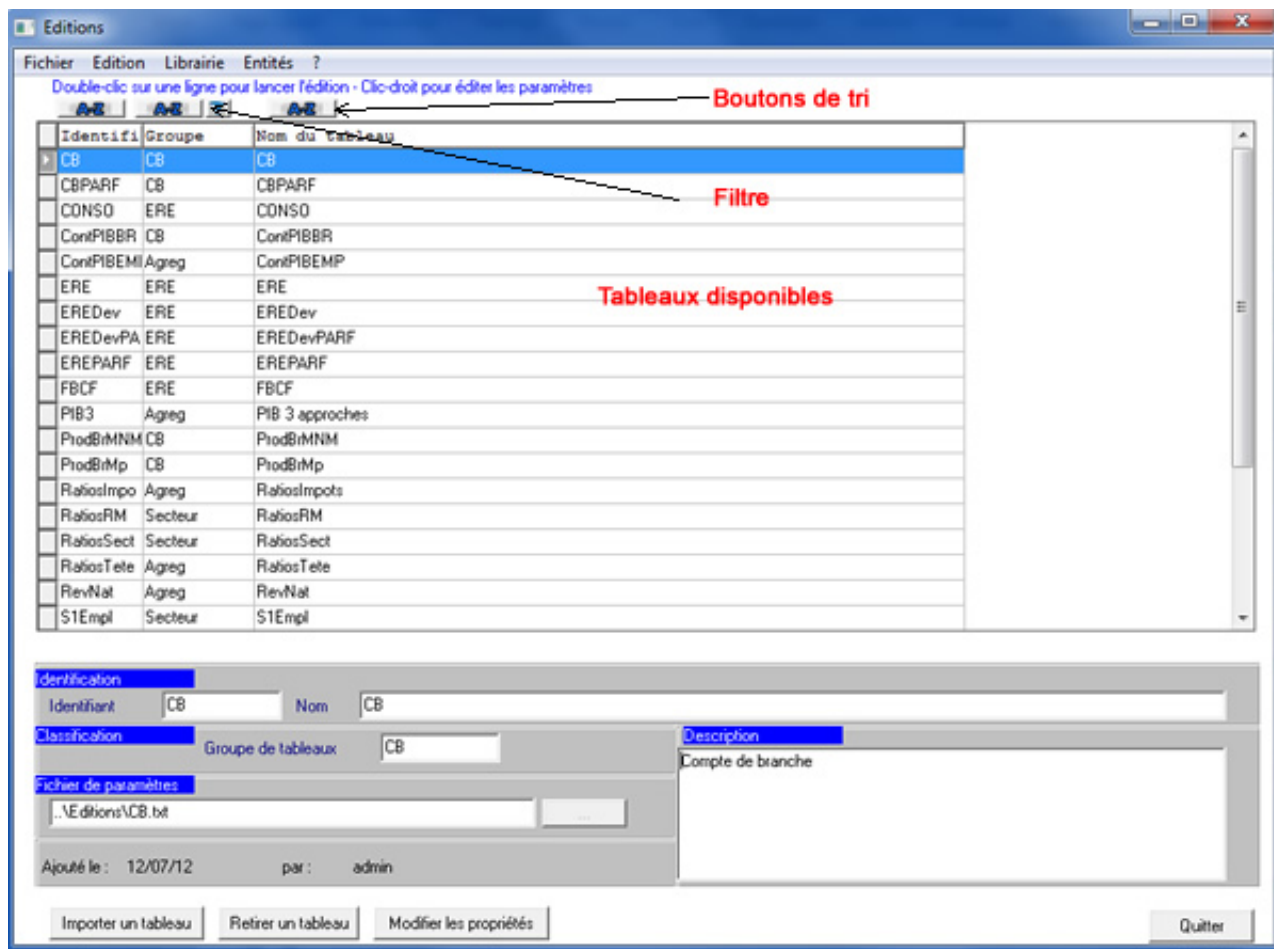 Editions
Fichier Edition Librairie Entités ?
Double-clic sur une ligne pour lancer l'édition - Clic-droit pour éditer les paramètres
A-Z A-Z A-Z Boutons de tri
Identifi Groupe Nom du tableau
CB CB CB
CBPARF CB CBPARF
Filtre
CONSO ERE CONSO
ContPIBBR CB ContPIBBR
ContPIBEMI Agreg ContPIBEMP
ERE ERE ERE
Tableaux disponibles
EREDev ERE EREDev
EREDevPA ERE EREDevPARF
EREPARF ERE EREPARF
FBCF ERE FBCF
PIB3 Agreg PIB 3 approches
ProdBrMNM CB ProdBrMNM
ProdBrMp CB ProdBrMp
RatiosImpo Agreg RatiosImpots
RatiosRM Secteur RatiosRM
RatiosSect Secteur RatiosSect
RatiosTete Agreg RatiosTete
RevNat Agreg RevNat
S1Empl Secteur S1Empl
Identification
Identifiant CB Nom CB
Classification
Groupe de tableaux CB
Description
Compte de branche
Fichier de paramètres
..\Editions\CB.txt ...
Ajouté le : 12/07/12 par : admin
Importer un tableau Retirer un tableau Modifier les propriétés Quitter